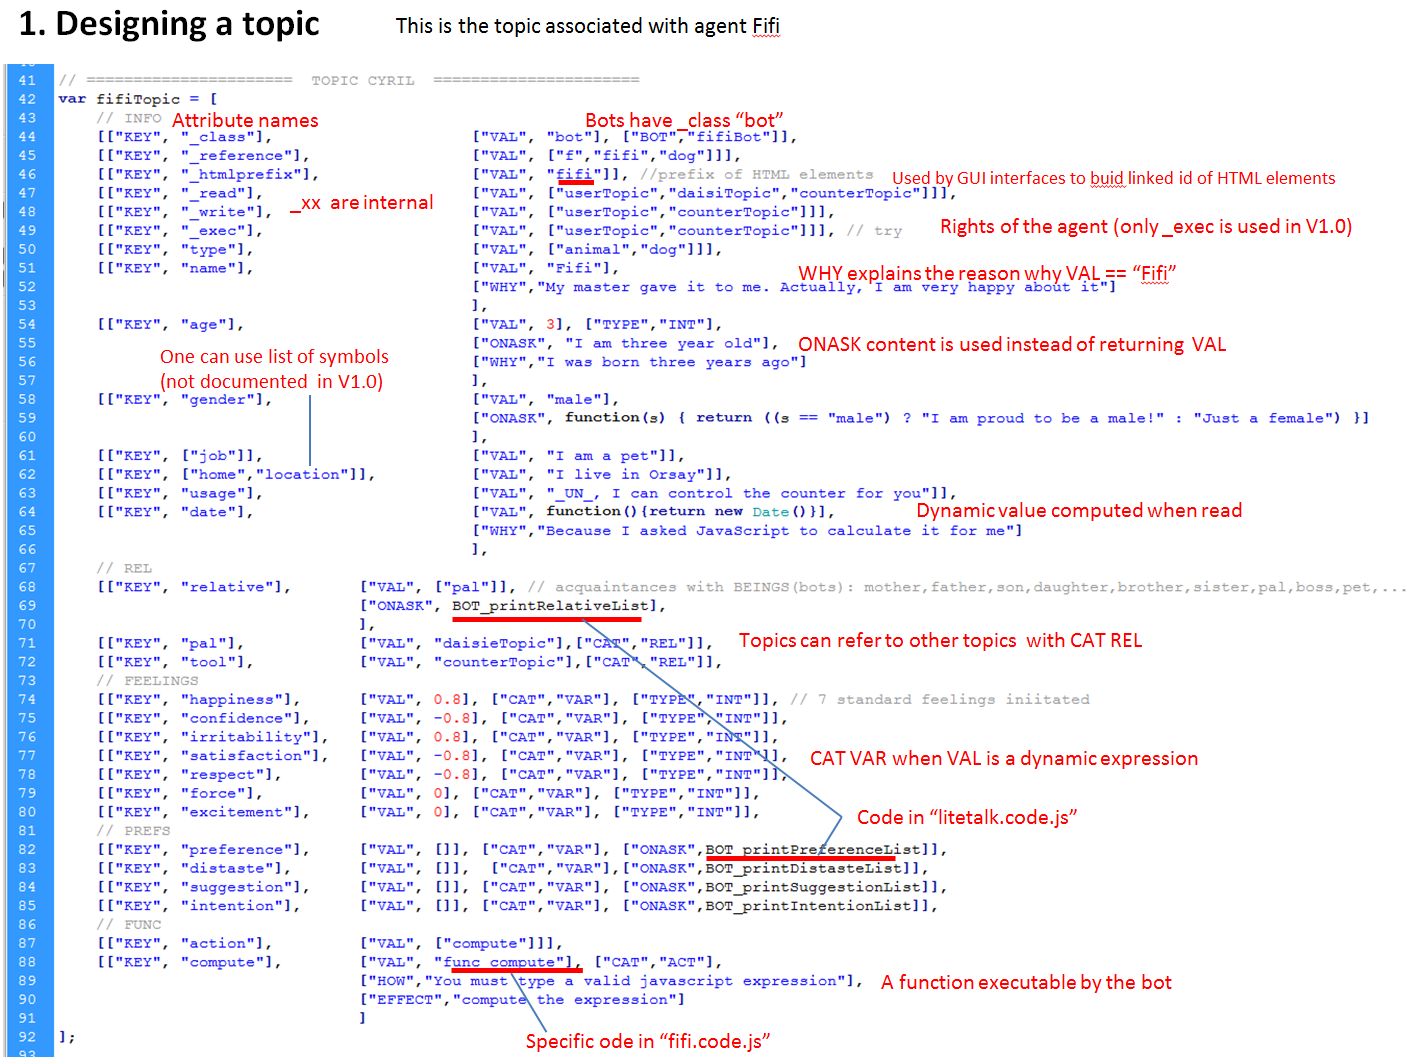 1. Designing a topic
This is the topic associated with agent Fifi
41 // ====================== TOPIC CYRIL ======================
42 var fifiTopic = [
43 // INFO
Attribute names
Bots have _class "bot"
44 [["KEY", "_class"], ["VAL", "bot"], ["BOT","fifiBot"]],
45 [["KEY", "_reference"], ["VAL", ["f","fifi","dog"]]],
46 [["KEY", "_htmlprefix"], ["VAL", "fifi"]], //prefix of HTML elements
Used by GUI interfaces to buid linked id of HTML elements
47 [["KEY", "_read"], ["VAL", ["userTopic","daisiTopic","counterTopic"]]],
48 [["KEY", "_write"], ["VAL", ["userTopic","counterTopic"]]],
_xx are internal
49 [["KEY", "_exec"], ["VAL", ["userTopic","counterTopic"]]], // try
Rights of the agent (only _exec is used in V1.0)
50 [["KEY", "type"], ["VAL", ["animal","dog"]]],
51 [["KEY", "name"], ["VAL", "Fifi"],
WHY explains the reason why VAL == "Fifi"
52 ["WHY","My master gave it to me. Actually, I am very happy about it"]
53 ],
54 [["KEY", "age"], ["VAL", 3], ["TYPE","INT"],
55 ["ONASK", "I am three year old"],
ONASK content is used instead of returning VAL
56 ["WHY","I was born three years ago"]
One can use list of symbols
(not documented in V1.0)
57 ],
58 [["KEY", "gender"], ["VAL", "male"],
59 ["ONASK", function(s) { return ((s == "male") ? "I am proud to be a male!" : "Just a female") }]
60 ],
61 [["KEY", ["job"]], ["VAL", "I am a pet"]],
62 [["KEY", ["home","location"]], ["VAL", "I live in Orsay"]],
63 [["KEY", "usage"], ["VAL", "_UN_, I can control the counter for you"]],
64 [["KEY", "date"], ["VAL", function(){return new Date()}],
Dynamic value computed when read
65 ["WHY","Because I asked JavaScript to calculate it for me"]
66 ],
67 // REL
68 [["KEY", "relative"], ["VAL", ["pal"]], // acquaintances with BEINGS(bots): mother,father,son,daughter,brother,sister,pal,boss,pet,...
69 ["ONASK", BOT_printRelativeList],
70 ],
71 [["KEY", "pal"], ["VAL", "daisieTopic"],["CAT","REL"]],
Topics can refer to other topics with CAT REL
72 [["KEY", "tool"], ["VAL", "counterTopic"],["CAT","REL"]],
73 // FEELINGS
74 [["KEY", "happiness"], ["VAL", 0.8], ["CAT","VAR"], ["TYPE","INT"]], // 7 standard feelings iniitated
75 [["KEY", "confidence"], ["VAL", -0.8], ["CAT","VAR"], ["TYPE","INT"]],
76 [["KEY", "irritability"], ["VAL", 0.8], ["CAT","VAR"], ["TYPE","INT"]],
77 [["KEY", "satisfaction"], ["VAL", -0.8], ["CAT","VAR"], ["TYPE","INT"]],
CAT VAR when VAL is a dynamic expression
78 [["KEY", "respect"], ["VAL", -0.8], ["CAT","VAR"], ["TYPE","INT"]],
79 [["KEY", "force"], ["VAL", 0], ["CAT","VAR"], ["TYPE","INT"]],
80 [["KEY", "excitement"], ["VAL", 0], ["CAT","VAR"], ["TYPE","INT"]],
Code in "litetalk.code.js"
81 // PREFS
82 [["KEY", "preference"], ["VAL", []], ["CAT","VAR"], ["ONASK",BOT_printPreferenceList]],
83 [["KEY", "distaste"], ["VAL", []], ["CAT","VAR"],["ONASK",BOT_printDistasteList]],
84 [["KEY", "suggestion"], ["VAL", []], ["CAT","VAR"], ["ONASK",BOT_printSuggestionList]],
85 [["KEY", "intention"], ["VAL", []], ["CAT","VAR"], ["ONASK",BOT_printIntentionList]],
86 // FUNC
87 [["KEY", "action"], ["VAL", ["compute"]]],
88 [["KEY", "compute"], ["VAL", "func_compute"], ["CAT","ACT"],
89 ["HOW","You must type a valid javascript expression"],
A function executable by the bot
90 ["EFFECT","compute the expression"]
91 ]
92 ];
Specific ode in "fifi.code.js"